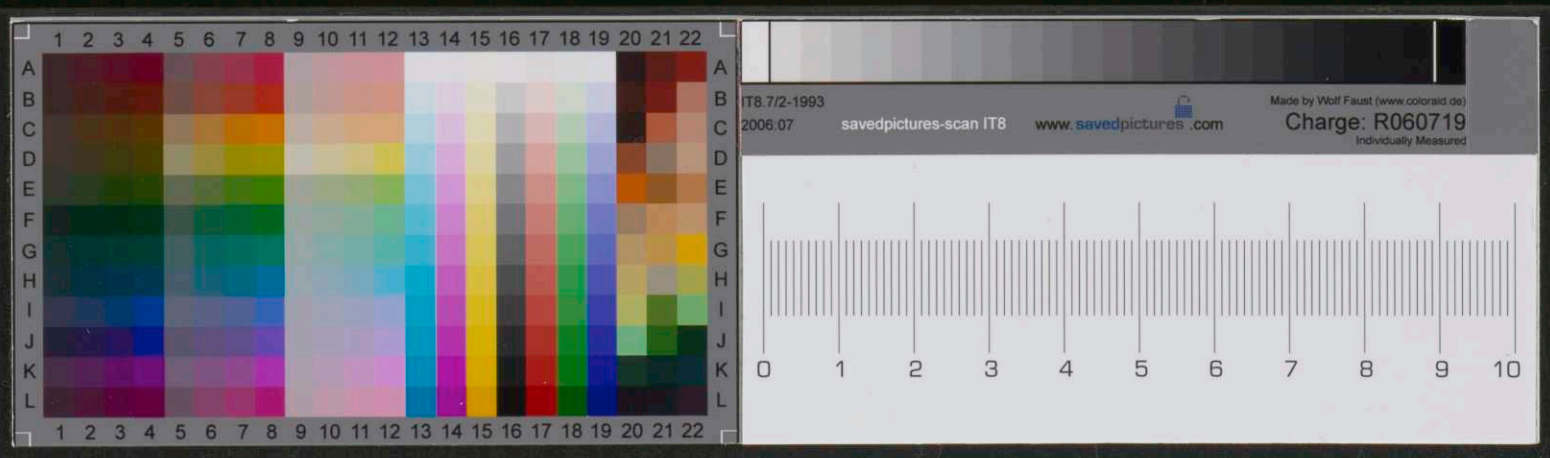 1 2 3 4 5 6 7 8 9 10 11 12 13 14 15 16 17 18 19 20 21 22
A A
B B
C C
D D
E E
F F
G G
H H
I I
J J
K K
L L
1 2 3 4 5 6 7 8 9 10 11 12 13 14 15 16 17 18 19 20 21 22
IT8.7/2-1993
2006:07
savedpictures-scan IT8
www.savedpictures.com
Made by Wolf Faust (www.coloraid.de)
Charge: R060719
Individually Measured
0 1 2 3 4 5 6 7 8 9 10